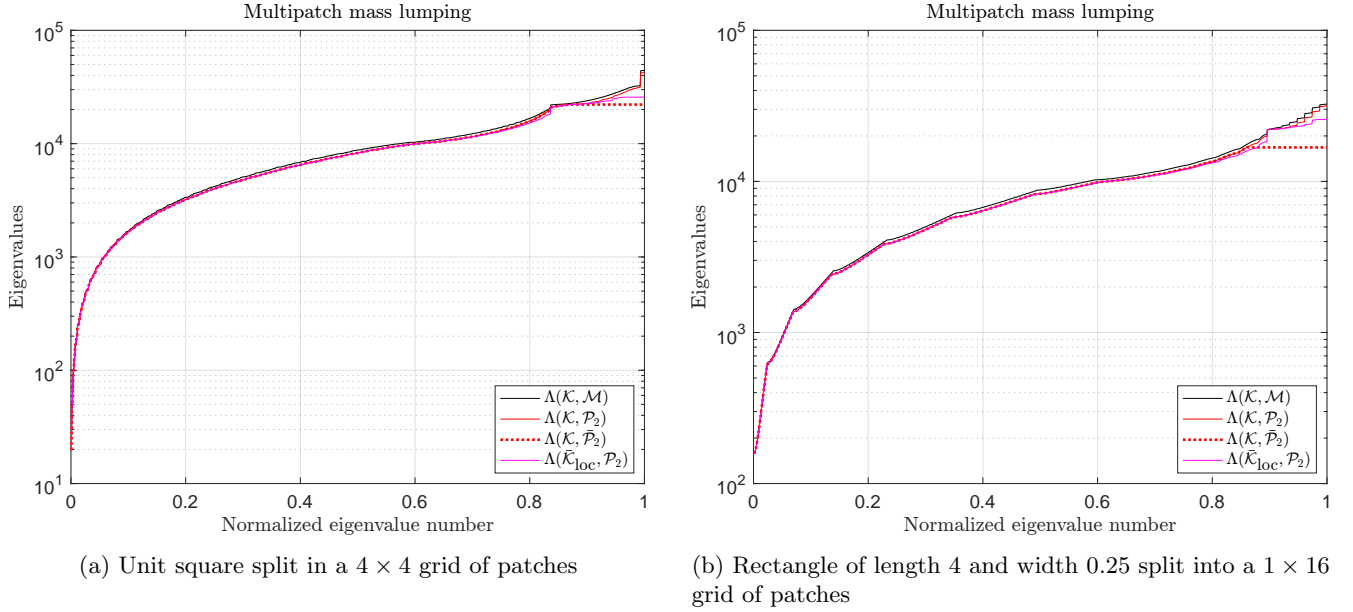 Multipatch mass lumping
10^5
10^4
10^3
10^2
10^1
Eigenvalues
0
0.2
0.4
0.6
0.8
1
Normalized eigenvalue number
Λ(𝒦, ℳ)
Λ(𝒦, 𝒫₂)
Λ(𝒦, 𝒫̄₂)
Λ(𝒦̄_loc, 𝒫₂)
(a) Unit square split in a 4 × 4 grid of patches
Multipatch mass lumping
10^5
10^4
10^3
10^2
Eigenvalues
0
0.2
0.4
0.6
0.8
1
Normalized eigenvalue number
Λ(𝒦, ℳ)
Λ(𝒦, 𝒫₂)
Λ(𝒦, 𝒫̄₂)
Λ(𝒦̄_loc, 𝒫₂)
(b) Rectangle of length 4 and width 0.25 split into a 1 × 16
grid of patches